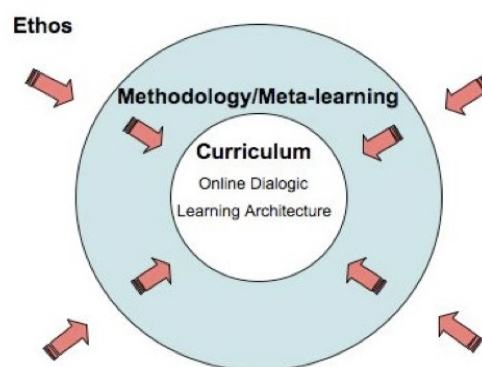 Ethos
Methodology/Meta-learning
Curriculum
Online Dialogic
Learning Architecture